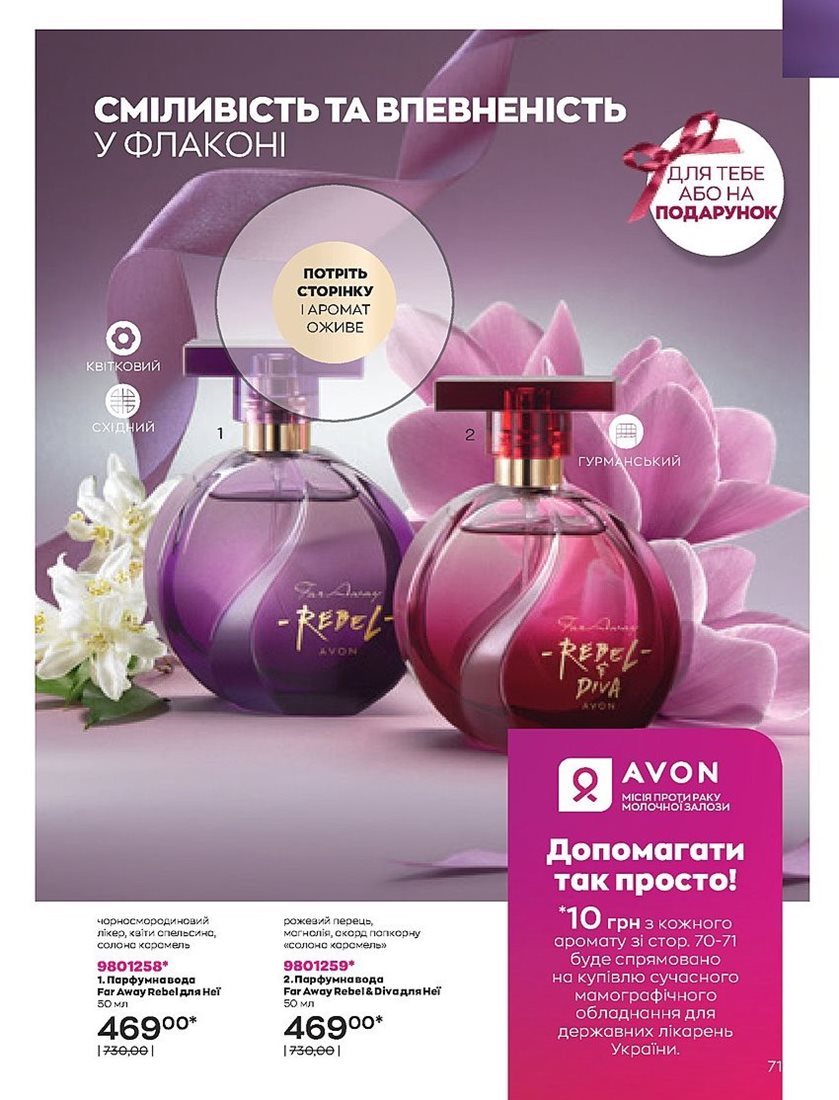 СМІЛИВІСТЬ ТА ВПЕВНЕНІСТЬ
У ФЛАКОНІ
ДЛЯ ТЕБЕ
АБО НА
ПОДАРУНОК
ПОТРІТЬ
СТОРІНКУ
І АРОМАТ
ОЖИВЕ
КВІТКОВИЙ
СХІДНИЙ
1
2
ГУРМАНСЬКИЙ
Far Away
-REBEL-
AVON
Far Away
-REBEL-
&
DIVA
AVON
AVON
МІСІЯ ПРОТИ РАКУ
МОЛОЧНОЇ ЗАЛОЗИ
Допомагати
так просто!
*10 грн з кожного
аромату зі стор. 70-71
буде спрямовано
на купівлю сучасного
мамографічного
обладнання для
державних лікарень
України.
чорносмородиновий
лікер, квіти апельсина,
солона карамель
9801258*
1. Парфумна вода
Far Away Rebel для Неї
50 мл
469⁰⁰*
|730,00|
рожевий перець,
магнолія, акорд попкорну
«солона карамель»
9801259*
2. Парфумна вода
Far Away Rebel & Diva для Неї
50 мл
469⁰⁰*
|730,00|
71